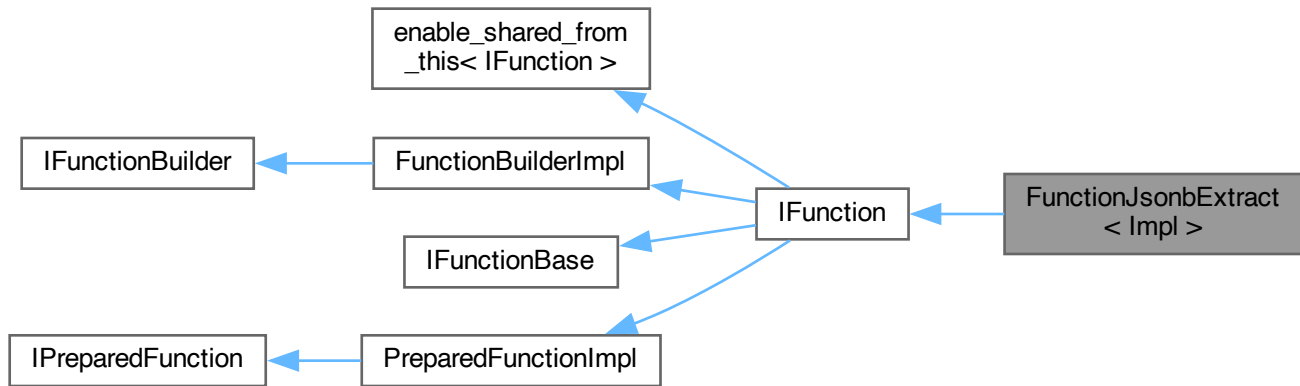 enable_shared_from
_this< IFunction >
IFunctionBuilder
FunctionBuilderImpl
IFunction
FunctionJsonbExtract
< Impl >
IFunctionBase
IPreparedFunction
PreparedFunctionImpl